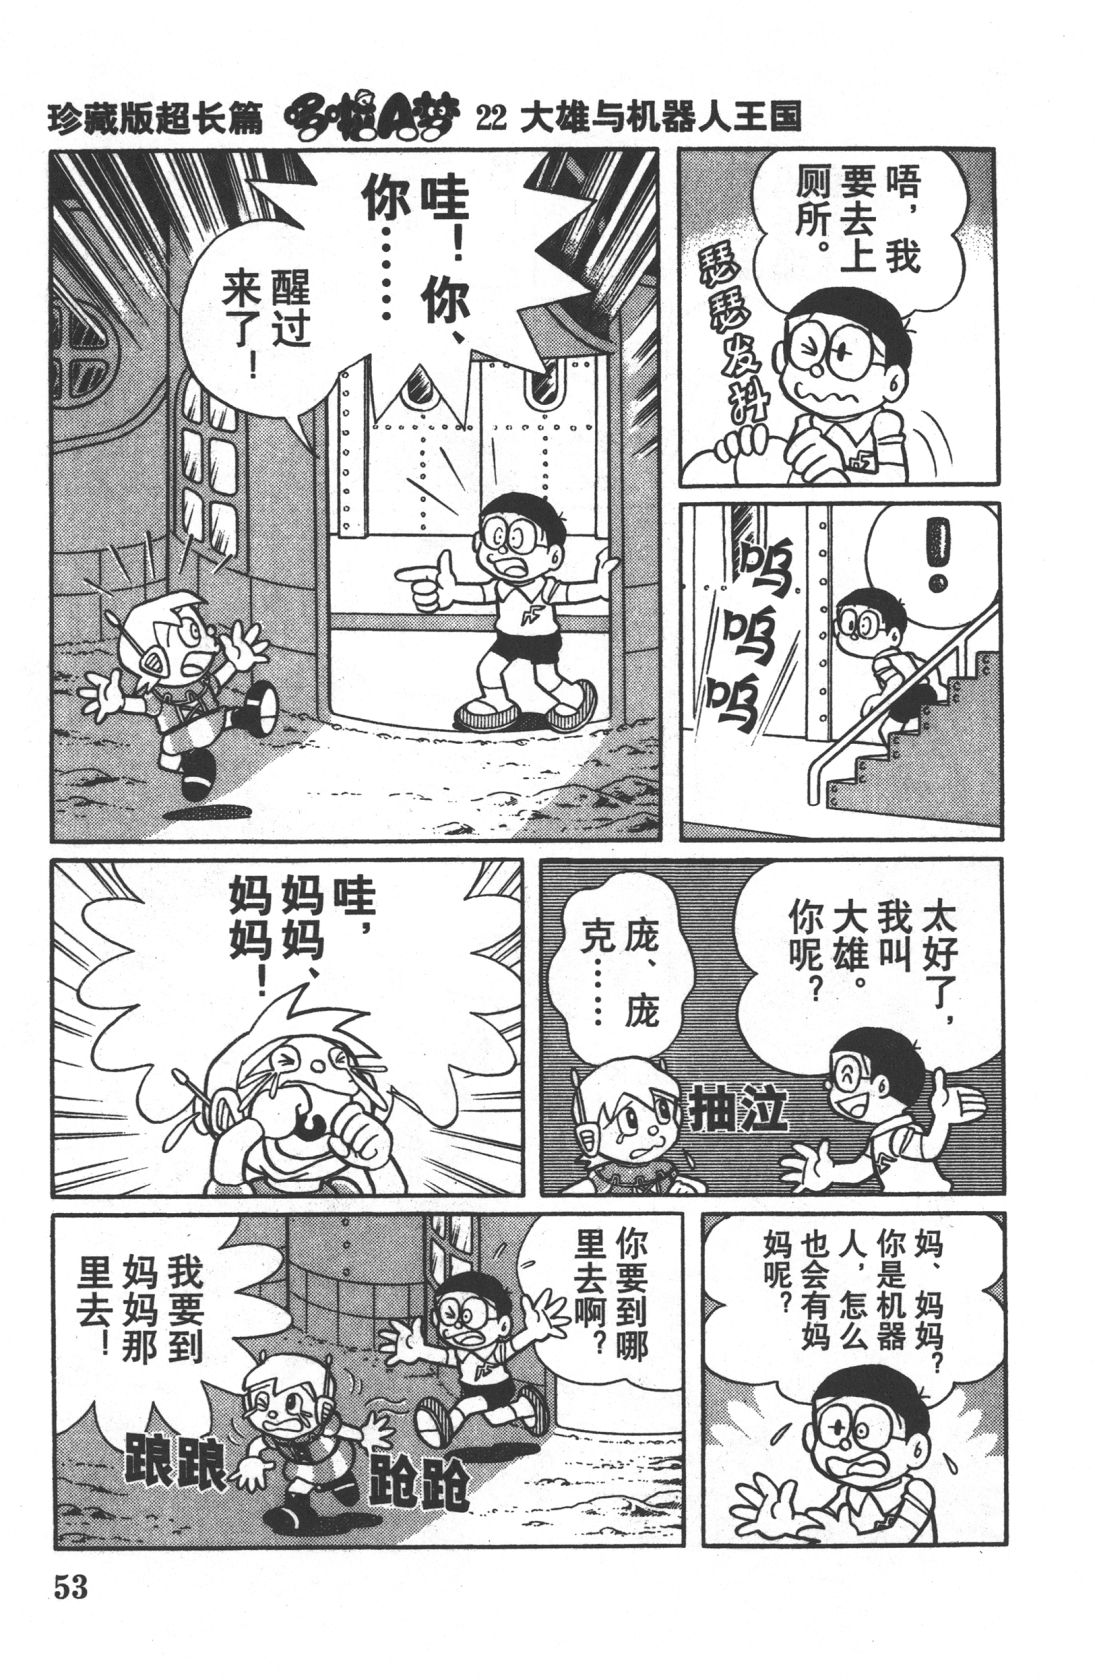 珍藏版超长篇 哆啦A梦 22 大雄与机器人王国
唔，我
要去上
厕所。
瑟瑟发抖
！
呜呜呜
哇！你、
你……
醒过
来了！
太好了，
我叫
大雄。
你呢？
庞、庞
克……
抽泣
哇，
妈妈、
妈妈！
妈、妈妈？
你是机器
人，怎么
也会有妈
妈呢？
你要到哪
里去啊？
我要到
妈妈那
里去！
踉踉
跄跄
53